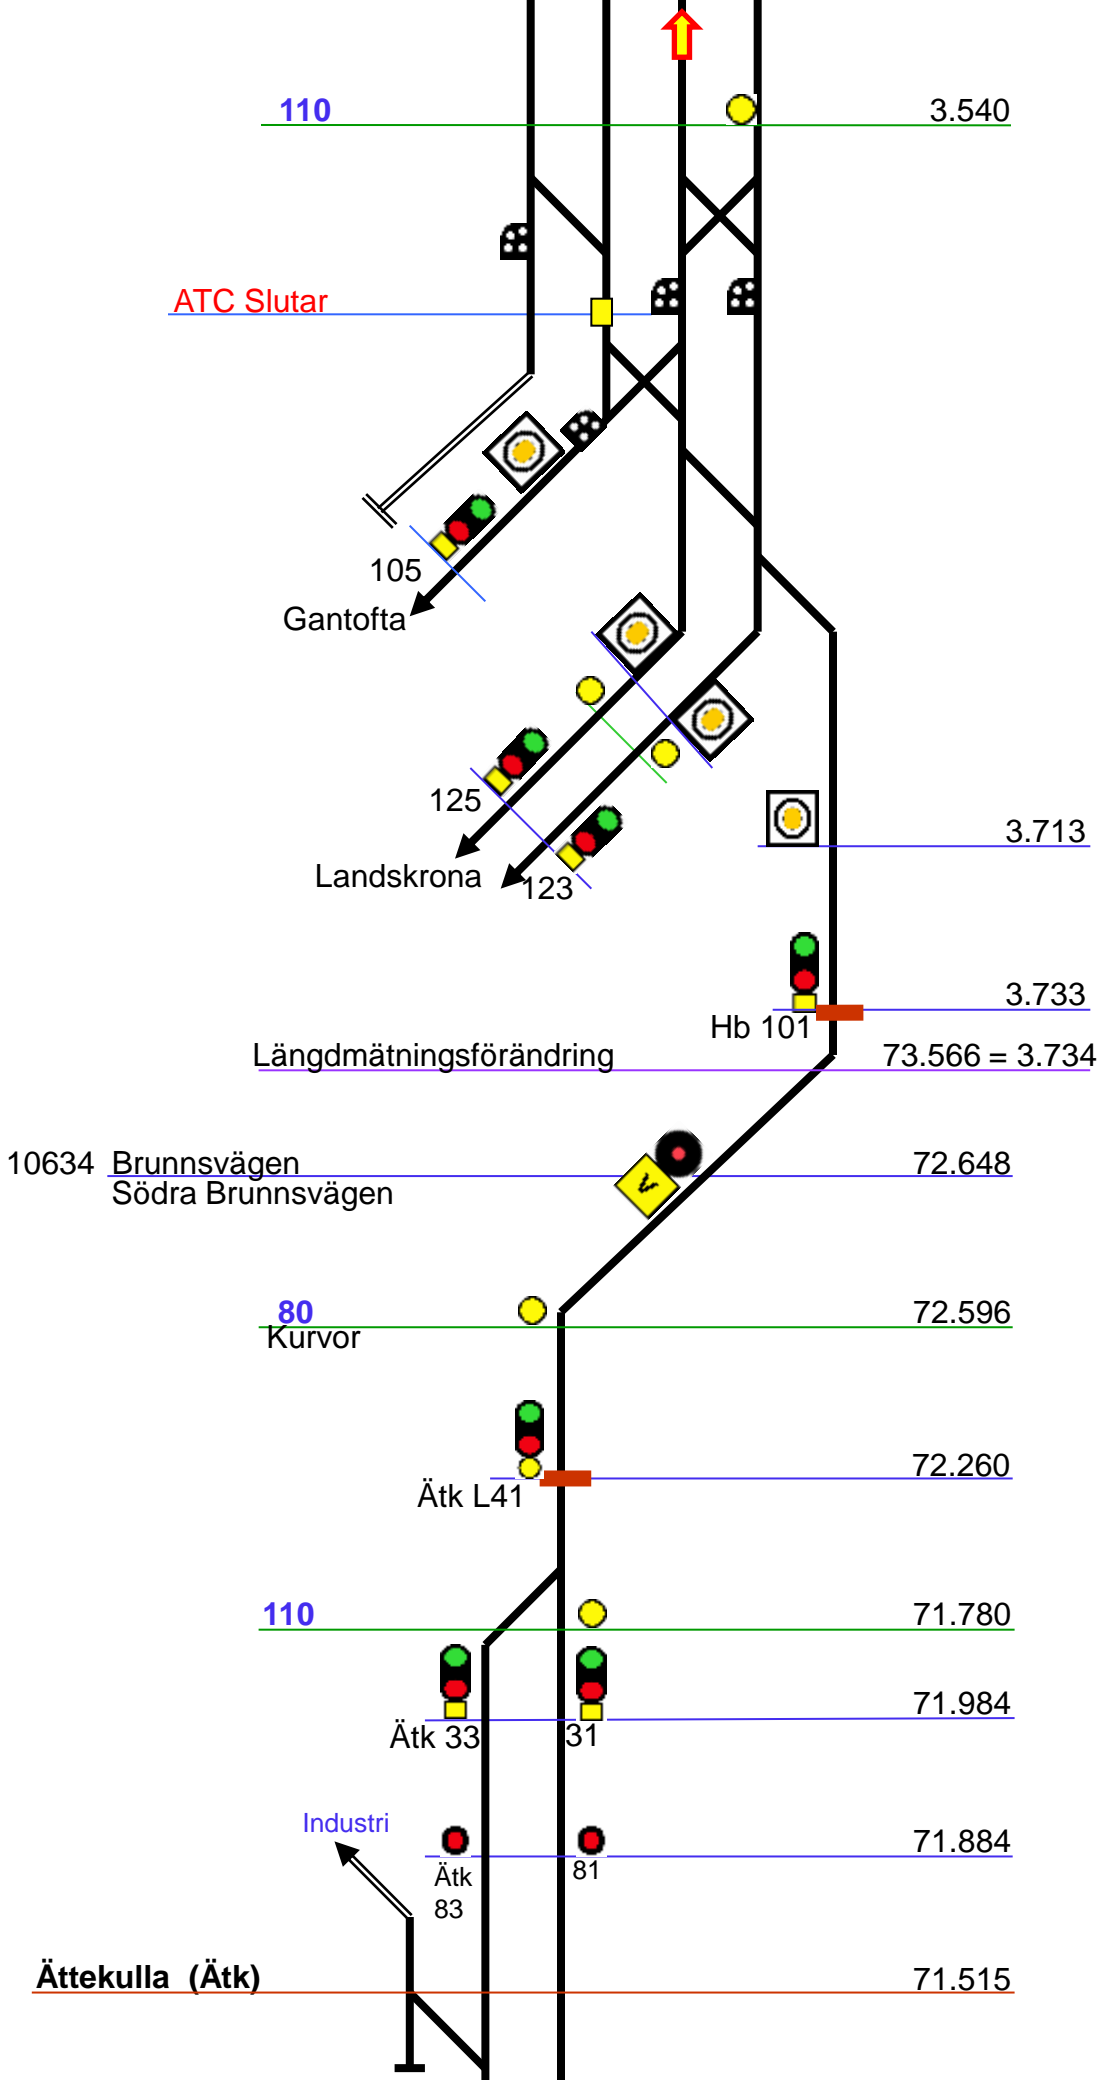 110 3.540
ATC Slutar
105
Gantofta
125
3.713
Landskrona
123
3.733
Hb 101
Längdmätningsförändring 73.566 = 3.734
10634 Brunnsvägen 72.648
Södra Brunnsvägen
V
80 72.596
Kurvor
72.260
Ätk L41
110 71.780
71.984
Ätk 33 31
Industri
71.884
Ätk 81
83
Ättekulla (Ätk) 71.515